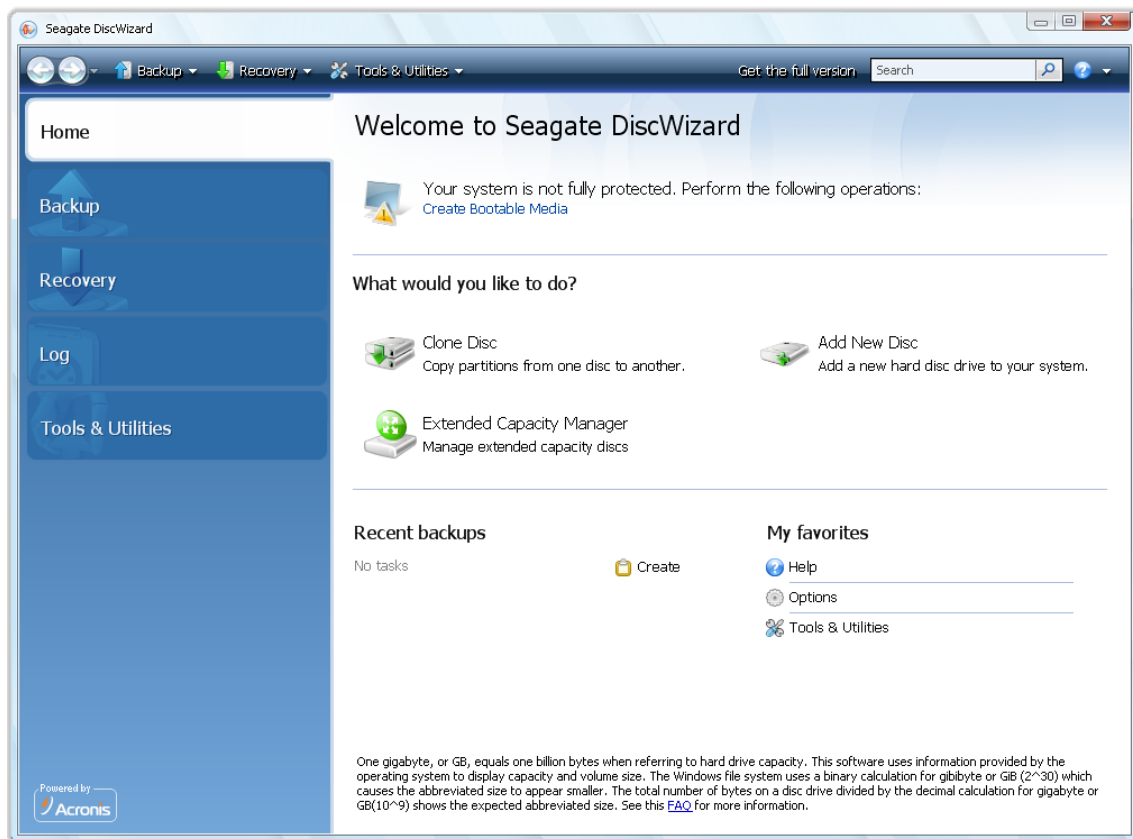 Seagate DiscWizard
Backup
Recovery
Tools & Utilities
Get the full version
Search
Home
Backup
Recovery
Log
Tools & Utilities
Powered by
Acronis
Welcome to Seagate DiscWizard
Your system is not fully protected. Perform the following operations:
Create Bootable Media
What would you like to do?
Clone Disc
Copy partitions from one disc to another.
Add New Disc
Add a new hard disc drive to your system.
Extended Capacity Manager
Manage extended capacity discs
Recent backups
No tasks
Create
My favorites
Help
Options
Tools & Utilities
One gigabyte, or GB, equals one billion bytes when referring to hard drive capacity. This software uses information provided by the
operating system to display capacity and volume size. The Windows file system uses a binary calculation for gibibyte or GiB (2^30) which
causes the abbreviated size to appear smaller. The total number of bytes on a disc drive divided by the decimal calculation for gigabyte or
GB(10^9) shows the expected abbreviated size. See this FAQ for more information.